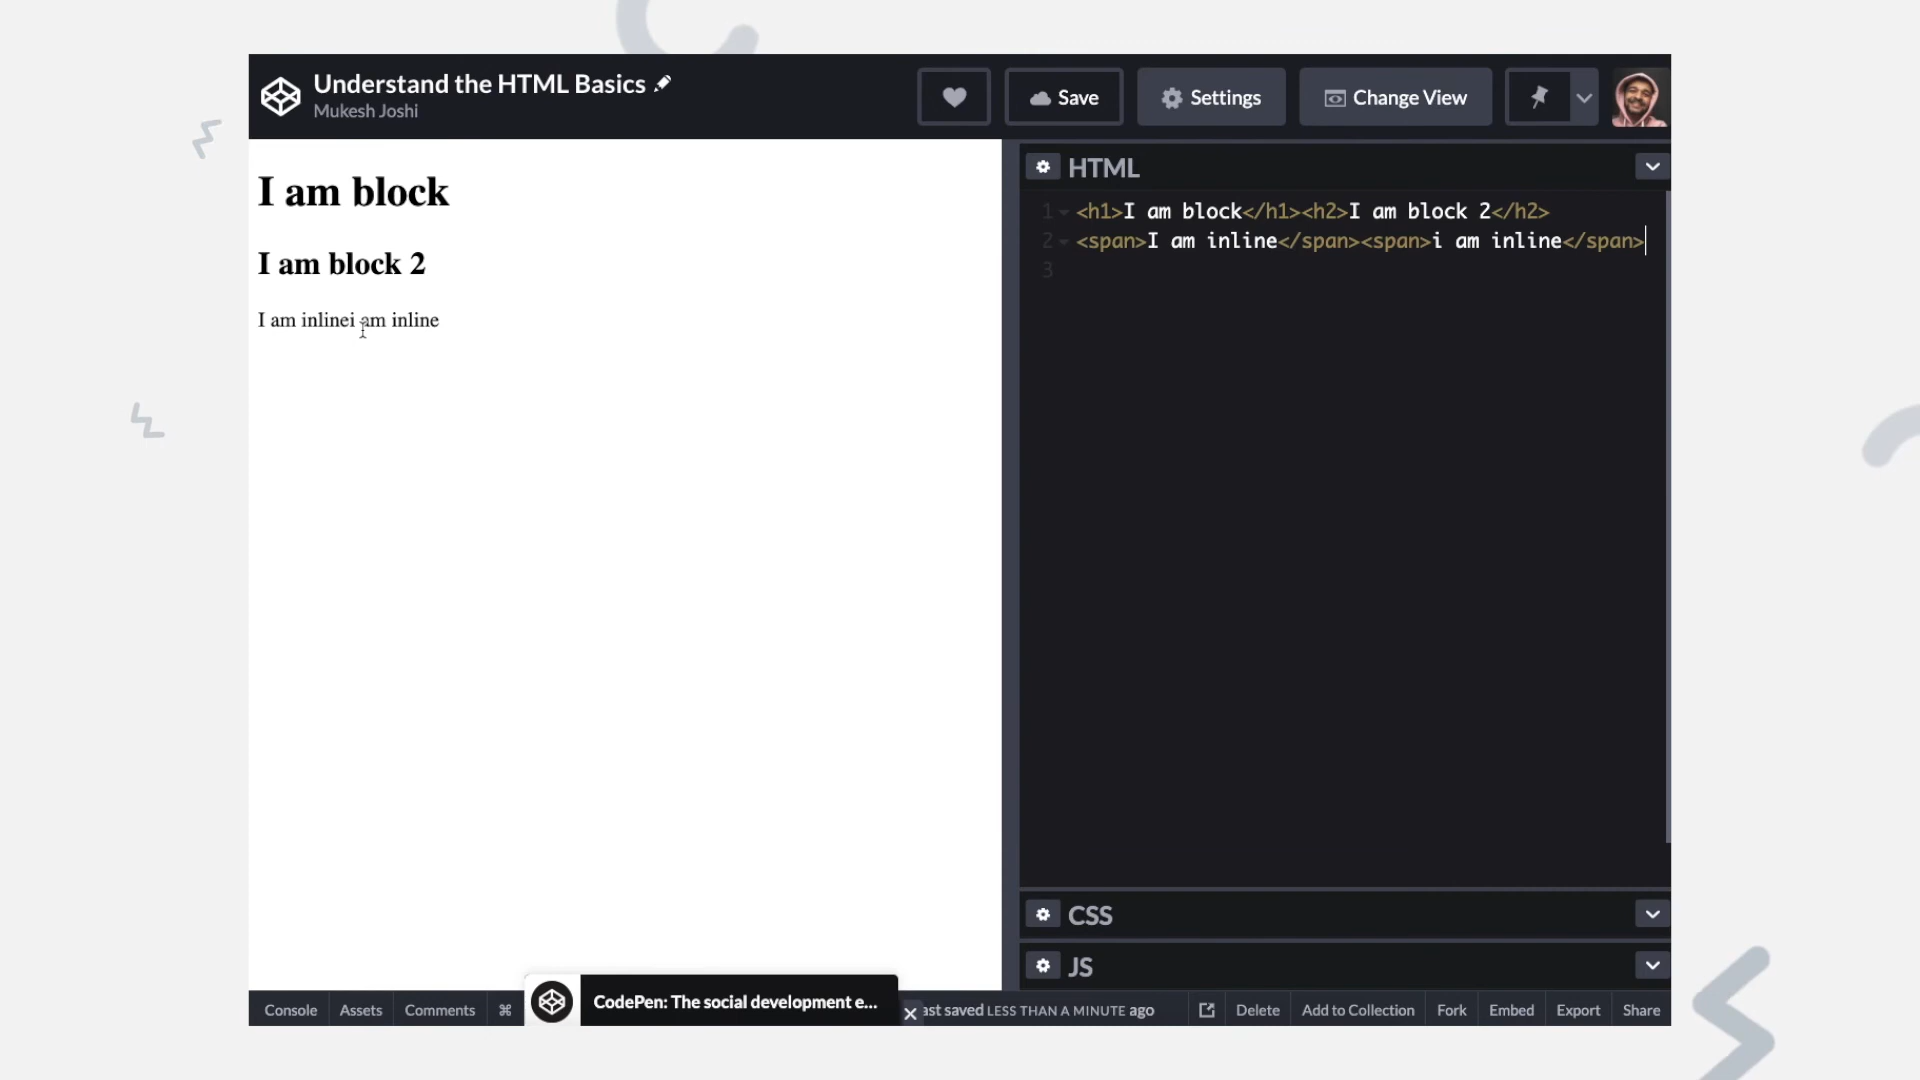 Understand the HTML Basics
Mukesh Joshi
Save
Settings
Change View
I am block
I am block 2
I am inlinei am inline
HTML
1 <h1>I am block</h1><h2>I am block 2</h2>
2 <span>I am inline</span><span>i am inline</span>
3
CSS
JS
Console
Assets
Comments
⌘
CodePen: The social development e...
ast saved LESS THAN A MINUTE ago
Delete
Add to Collection
Fork
Embed
Export
Share